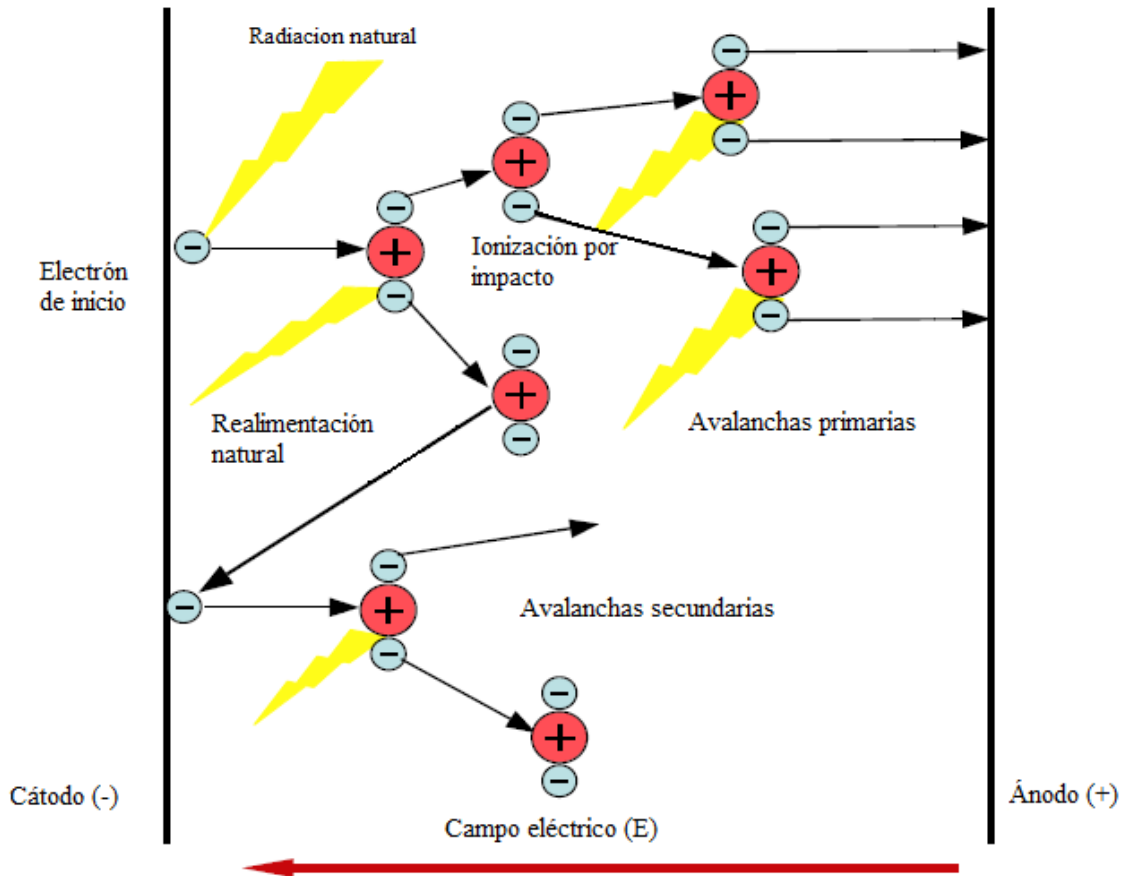 Radiacion natural
Electrón
de inicio
Ionización por
impacto
Realimentación
natural
Avalanchas primarias
Avalanchas secundarias
Cátodo (-)
Ánodo (+)
Campo eléctrico (E)